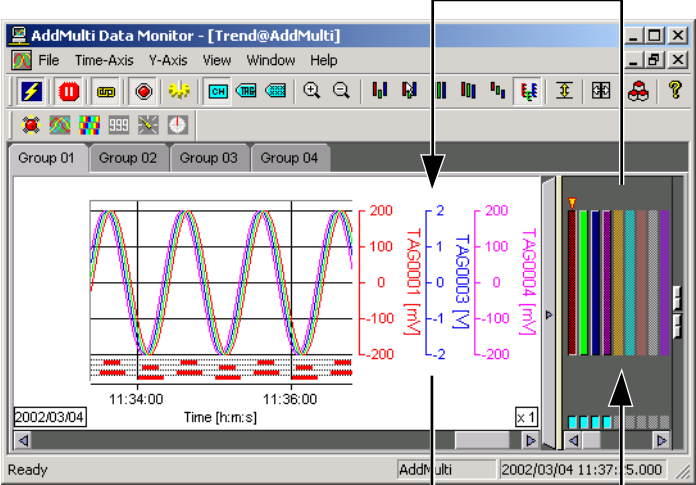 AddMulti Data Monitor - [Trend@AddMulti]
File Time-Axis Y-Axis View Window Help
CH TAG
999
Group 01 Group 02 Group 03 Group 04
200 2 200
100 1 100
0 0 0
-100 -1 -100
-200 -2 -200
TAG0001 [mV]
TAG0003 [V]
TAG0004 [mV]
11:34:00 11:36:00
2002/03/04 Time [h:m:s] x 1
Ready AddMulti 2002/03/04 11:37:25.000